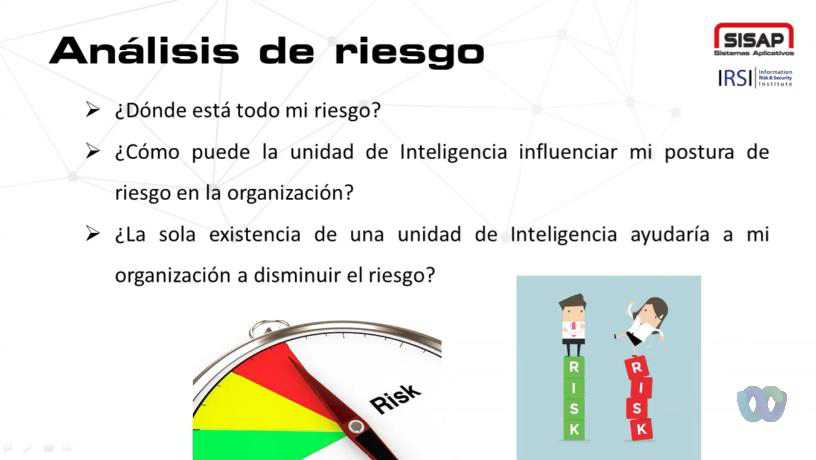 Análisis de riesgo
SISAP
Sistemas Aplicativos
IRSI Information
Risk & Security
Institute
➢ ¿Dónde está todo mi riesgo?
➢ ¿Cómo puede la unidad de Inteligencia influenciar mi postura de
riesgo en la organización?
➢ ¿La sola existencia de una unidad de Inteligencia ayudaría a mi
organización a disminuir el riesgo?
Risk
R
I
S
K
R
I
S
K